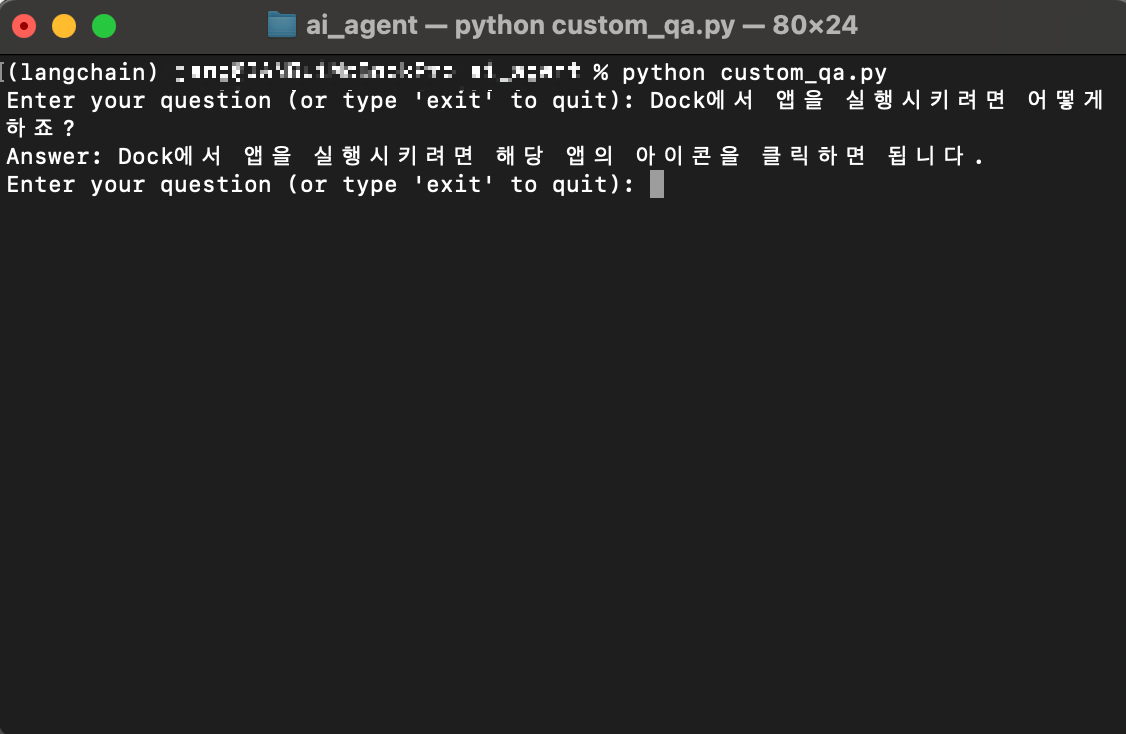 ai_agent — python custom_qa.py — 80×24
(langchain) % python custom_qa.py
Enter your question (or type 'exit' to quit): Dock에서 앱을 실행시키려면 어떻게
하죠?
Answer: Dock에서 앱을 실행시키려면 해당 앱의 아이콘을 클릭하면 됩니다.
Enter your question (or type 'exit' to quit):